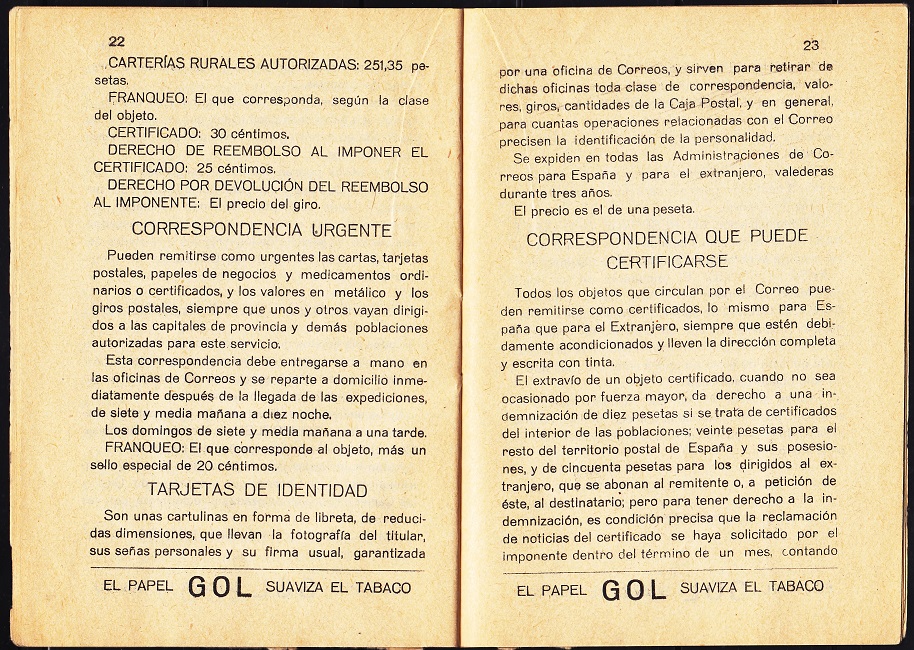 22
CARTERÍAS RURALES AUTORIZADAS: 251,35 pe-
setas.
FRANQUEO: El que corresponda, según la clase
del objeto.
CERTIFICADO: 30 céntimos.
DERECHO DE REEMBOLSO AL IMPONER EL
CERTIFICADO: 25 céntimos.
DERECHO POR DEVOLUCIÓN DEL REEMBOLSO
AL IMPONENTE: El precio del giro.
CORRESPONDENCIA URGENTE
Pueden remitirse como urgentes las cartas, tarjetas
postales, papeles de negocios y medicamentos ordi-
narios o certificados, y los valores en metálico y los
giros postales, siempre que unos y otros vayan dirigi-
dos a las capitales de provincia y demás poblaciones
autorizadas para este servicio.
Esta correspondencia debe entregarse a mano en
las oficinas de Correos y se reparte a domicilio inme-
diatamente después de la llegada de las expediciones,
de siete y media mañana a diez noche.
Los domingos de siete y media mañana a una tarde.
FRANQUEO: El que corresponde al objeto, más un
sello especial de 20 céntimos.
TARJETAS DE IDENTIDAD
Son unas cartulinas en forma de libreta, de reduci-
das dimensiones, que llevan la fotografía del titular,
sus señas personales y su firma usual, garantizada
EL PAPEL GOL SUAVIZA EL TABACO
23
por una oficina de Correos, y sirven para retirar de
dichas oficinas toda clase de correspondencia, valo-
res, giros, cantidades de la Caja Postal, y en general,
para cuantas operaciones relacionadas con el Correo
precisen la identificación de la personalidad.
Se expiden en todas las Administraciones de Co-
rreos para España y para el extranjero, valederas
durante tres años.
El precio es el de una peseta.
CORRESPONDENCIA QUE PUEDE
CERTIFICARSE
Todos los objetos que circulan por el Correo pue-
den remitirse como certificados, lo mismo para Es-
paña que para el Extranjero, siempre que estén debi-
damente acondicionados y lleven la dirección completa
y escrita con tinta.
El extravío de un objeto certificado, cuando no sea
ocasionado por fuerza mayor, da derecho a una in-
demnización de diez pesetas si se trata de certificados
del interior de las poblaciones; veinte pesetas para el
resto del territorio postal de España y sus posesio-
nes, y de cincuenta pesetas para los dirigidos al ex-
tranjero, que se abonan al remitente o, a petición de
éste, al destinatario; pero para tener derecho a la in-
demnización, es condición precisa que la reclamación
de noticias del certificado se haya solicitado por el
imponente dentro del término de un mes, contando
EL PAPEL GOL SUAVIZA EL TABACO